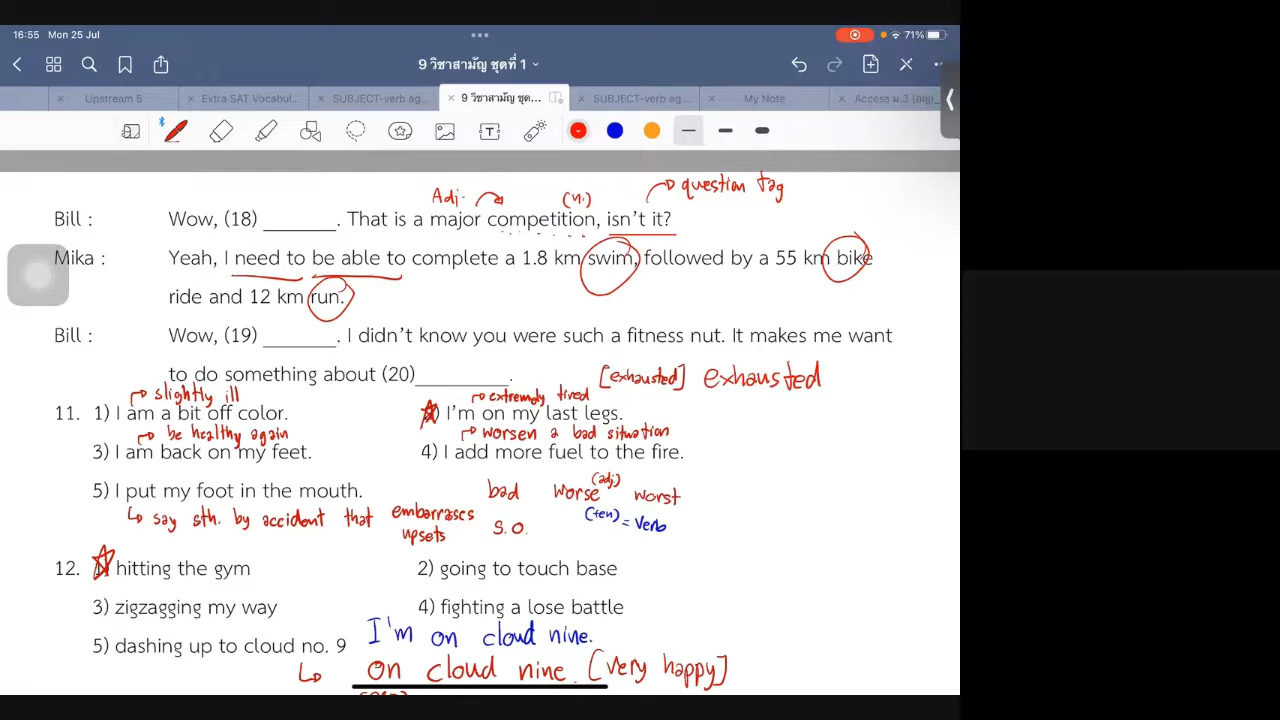 16:55 Mon 25 Jul
71%
9 วิชาสามัญ ชุดที่ 1
Upstream 5
Extra SAT Vocabul...
SUBJECT-verb ag...
9 วิชาสามัญ ชุด...
SUBJECT-verb ag...
My Note
Access ม.3 (อญ)_
Adj. (n.) question tag
Bill : Wow, (18) ________. That is a major competition, isn't it?
Mika : Yeah, I need to be able to complete a 1.8 km swim, followed by a 55 km bike
ride and 12 km run.
Bill : Wow, (19) ________. I didn't know you were such a fitness nut. It makes me want
to do something about (20)__________. [exhausted] exhausted
slightly ill extremely tired
11. 1) I am a bit off color. ) I'm on my last legs.
be healthy again worsen a bad situation
3) I am back on my feet. 4) I add more fuel to the fire.
5) I put my foot in the mouth. bad worse (adj.) worst
say sth. by accident that embarrasses upsets S.O. (ten) = Verb
12. 1) hitting the gym 2) going to touch base
3) zigzagging my way 4) fighting a lose battle
5) dashing up to cloud no. 9 I'm on cloud nine.
on cloud nine. [very happy]